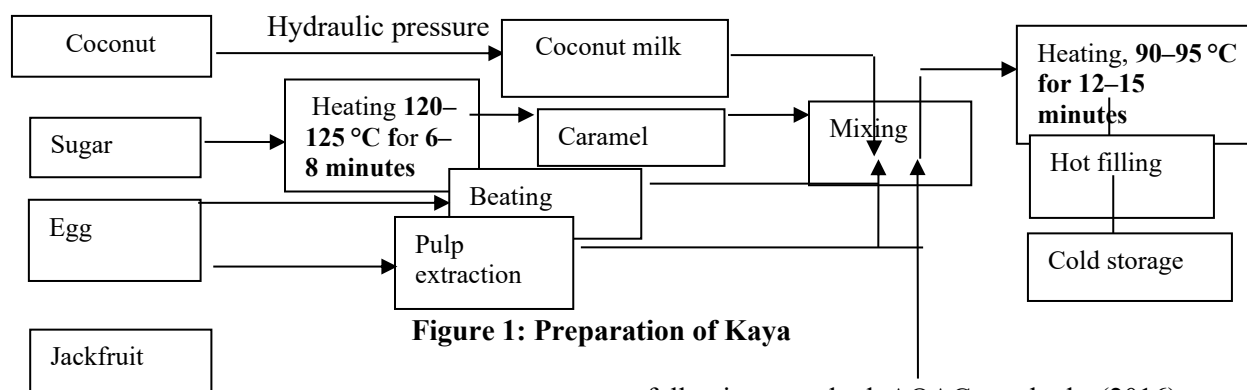 Coconut
Hydraulic pressure
Coconut milk
Heating, 90–95 °C
for 12–15
minutes
Sugar
Heating 120–
125 °C for 6–
8 minutes
Caramel
Mixing
Hot filling
Egg
Beating
Pulp
extraction
Cold storage
Figure 1: Preparation of Kaya
Jackfruit